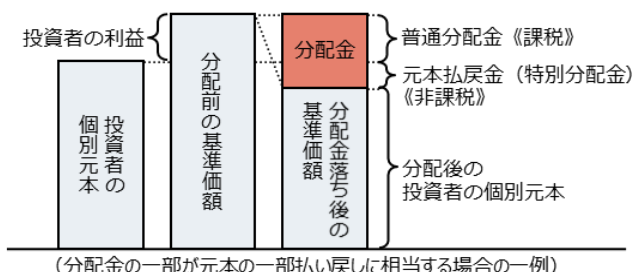 投資者の利益
投資者の
個別元本
分配前の基準価額
分配金
分配金落ち後の
基準価額
普通分配金《課税》
元本払戻金（特別分配金）
《非課税》
分配後の
投資者の個別元本
（分配金の一部が元本の一部払い戻しに相当する場合の一例）